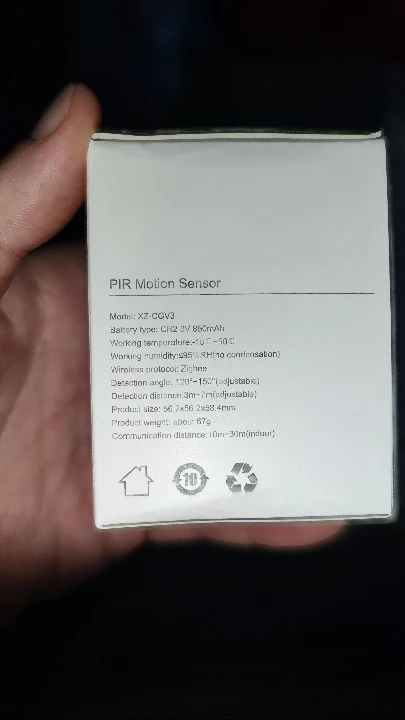 PIR Motion Sensor
Model: XZ-CGV3
Battery type: CR2 3V 850mAh
Working temperature:-10℃~50℃
Working humidity:≤95%RH(no condensation)
Wireless protocol: Zigbee
Detection angle: 120°~150°(adjustable)
Detection distance:3m~7m(adjustable)
Product size: 56.2x56.2x58.4mm
Product weight: about 67g
Communication distance:10m~30m(indoor)
10